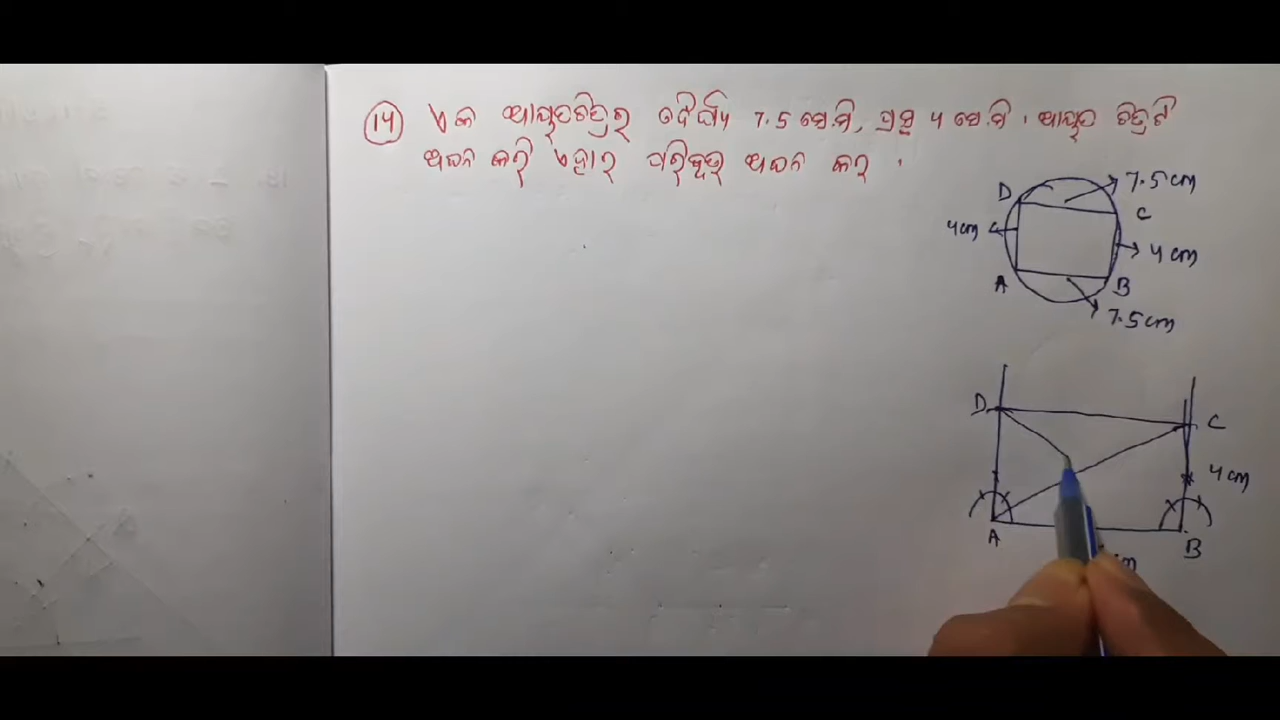 14 ଏକ ଆୟତଚିତ୍ରର ଦୈର୍ଘ୍ୟ 7.5 ସେ.ମି, ପ୍ରସ୍ଥ 4 ସେ.ମି. ଆୟତ ଚିତ୍ରଟି
ଅଙ୍କନ କରି ଏହାର ପରିବୃତ୍ତ ଅଙ୍କନ କର .
D 7.5 cm
C
4 cm
4 cm
A B
7.5 cm
D C
4 cm
A B
cm